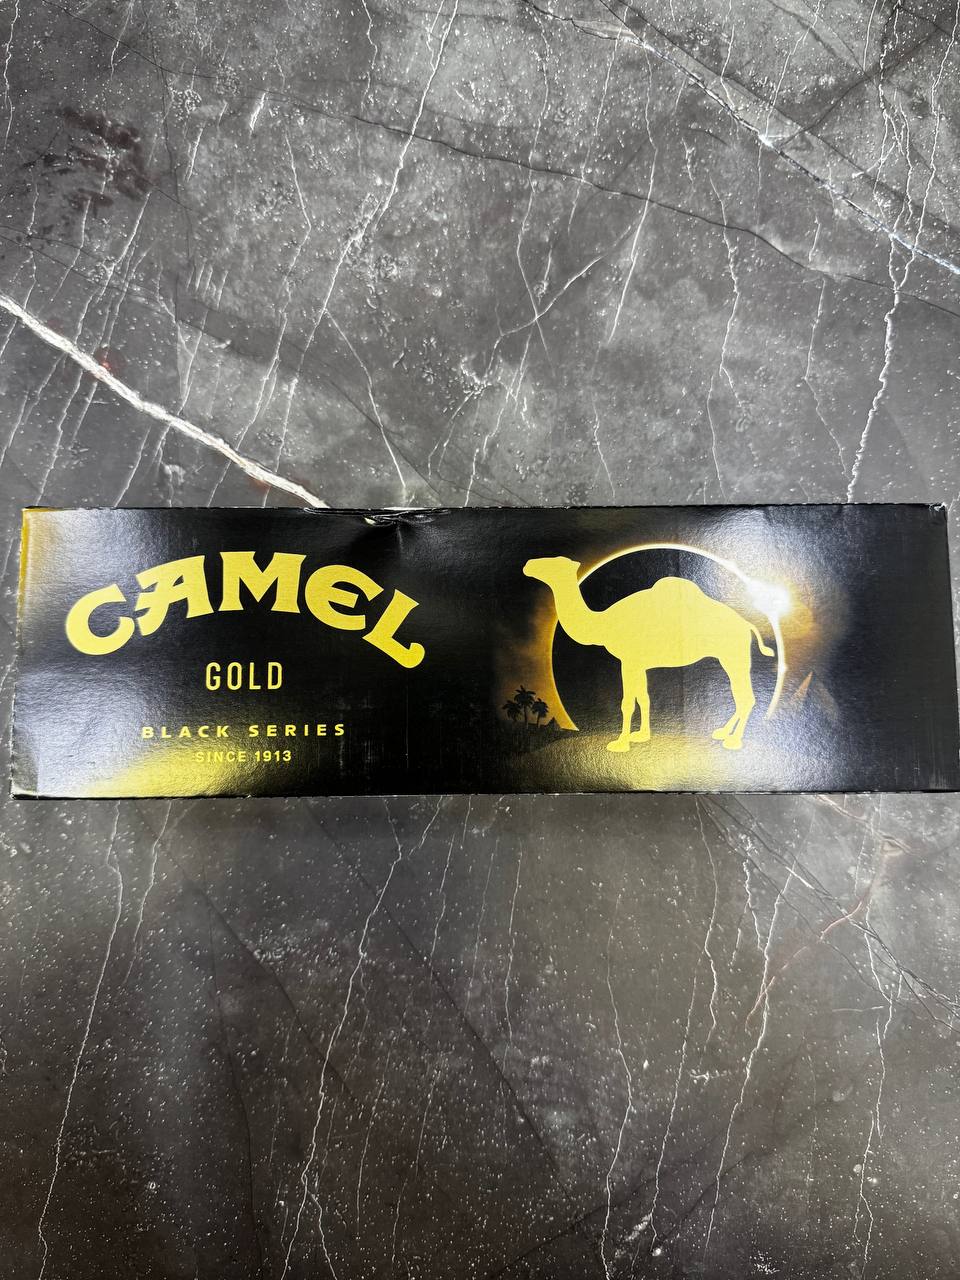 CAMEL
GOLD
BLACK SERIES
SINCE 1913